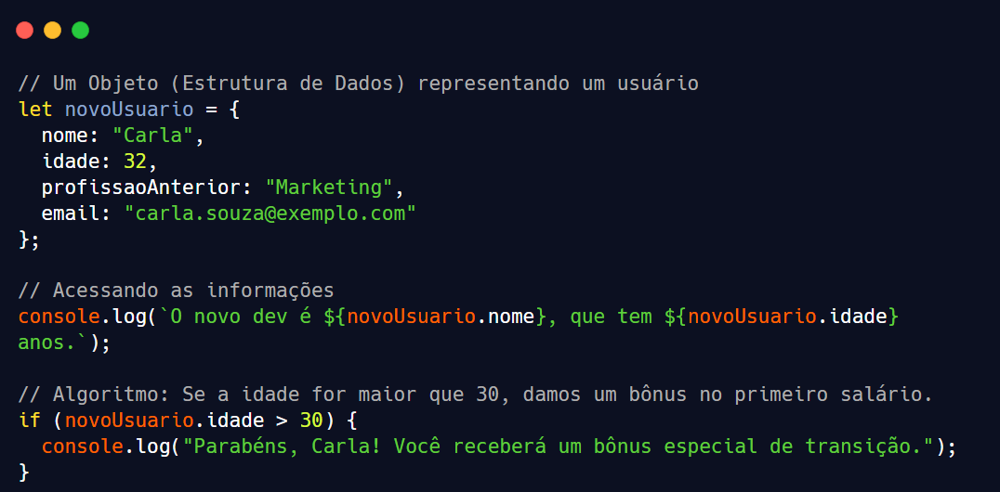 // Um Objeto (Estrutura de Dados) representando um usuário
let novoUsuario = {
  nome: "Carla",
  idade: 32,
  profissaoAnterior: "Marketing",
  email: "carla.souza@exemplo.com"
};

// Acessando as informações
console.log(`O novo dev é ${novoUsuario.nome}, que tem ${novoUsuario.idade}
anos.`);

// Algoritmo: Se a idade for maior que 30, damos um bônus no primeiro salário.
if (novoUsuario.idade > 30) {
  console.log("Parabéns, Carla! Você receberá um bônus especial de transição.");
}